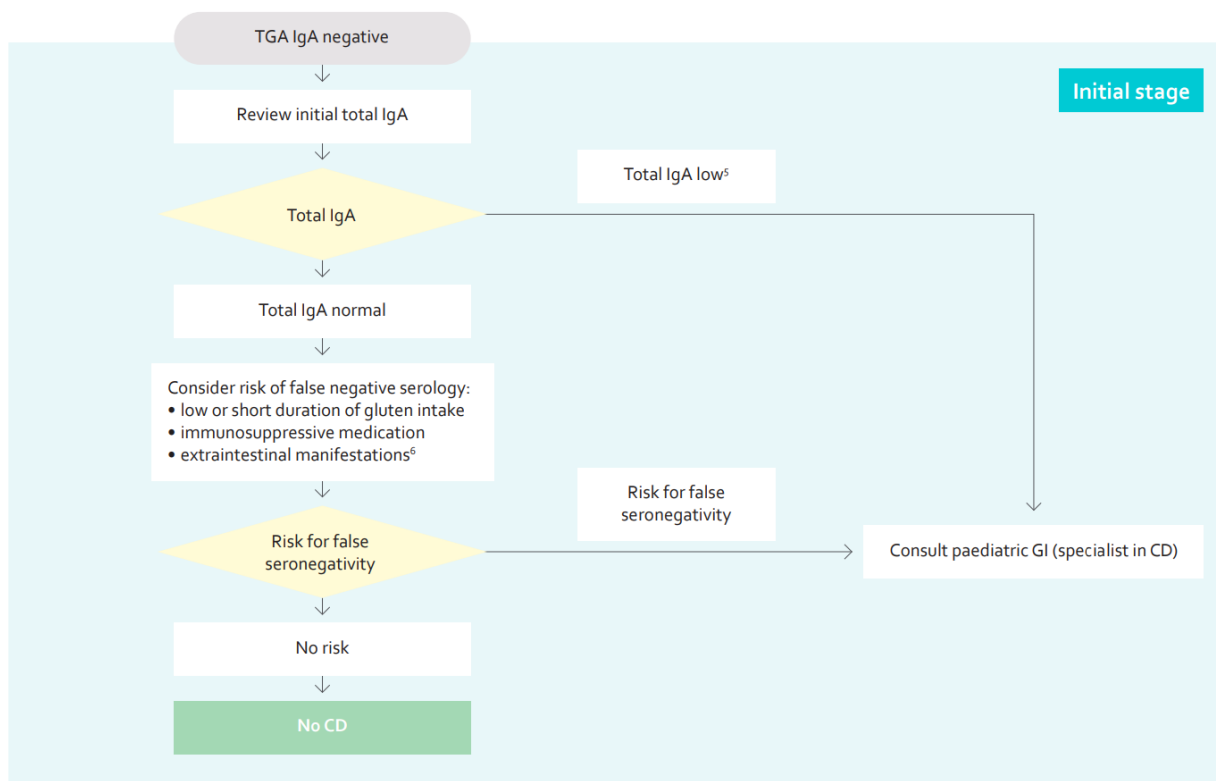 TGA IgA negative
Initial stage
Review initial total IgA
Total IgA low⁵
Total IgA
Total IgA normal
Consider risk of false negative serology:
• low or short duration of gluten intake
• immunosuppressive medication
• extraintestinal manifestations⁶
Risk for false
seronegativity
Risk for false
seronegativity
Consult paediatric GI (specialist in CD)
No risk
No CD